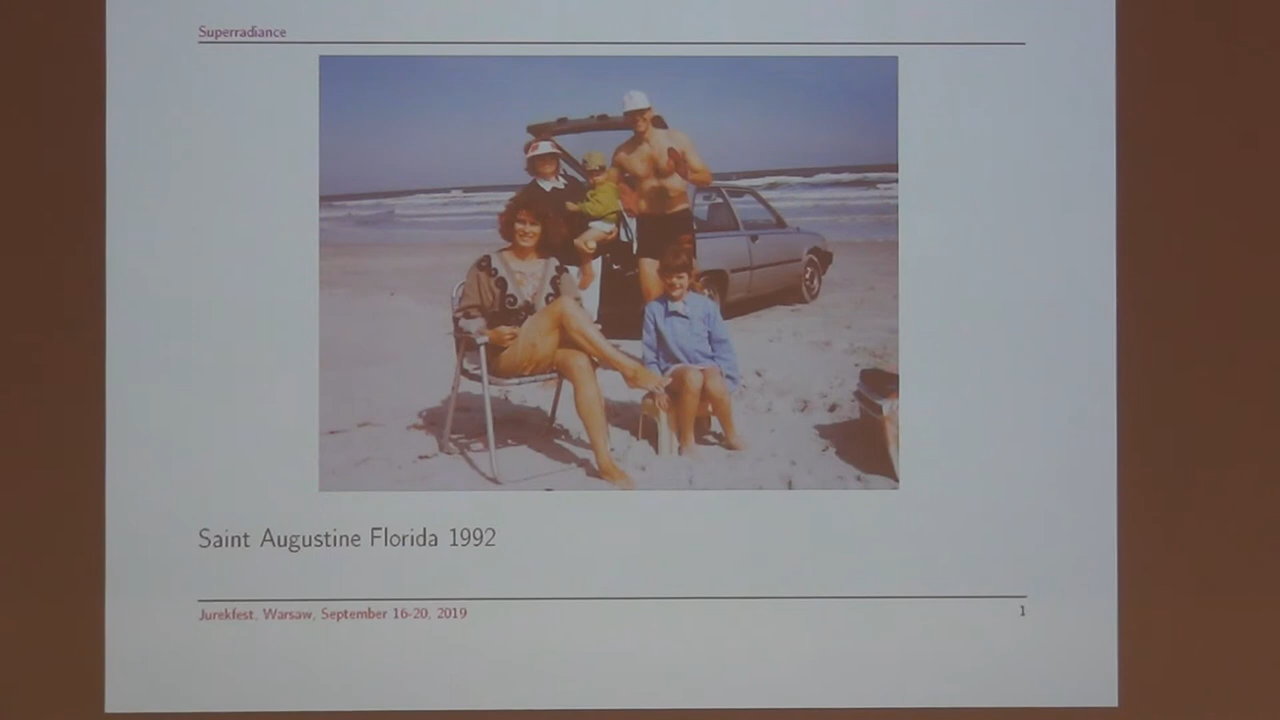 Superradiance
Saint Augustine Florida 1992
Jurekfest, Warsaw, September 16-20, 2019
1